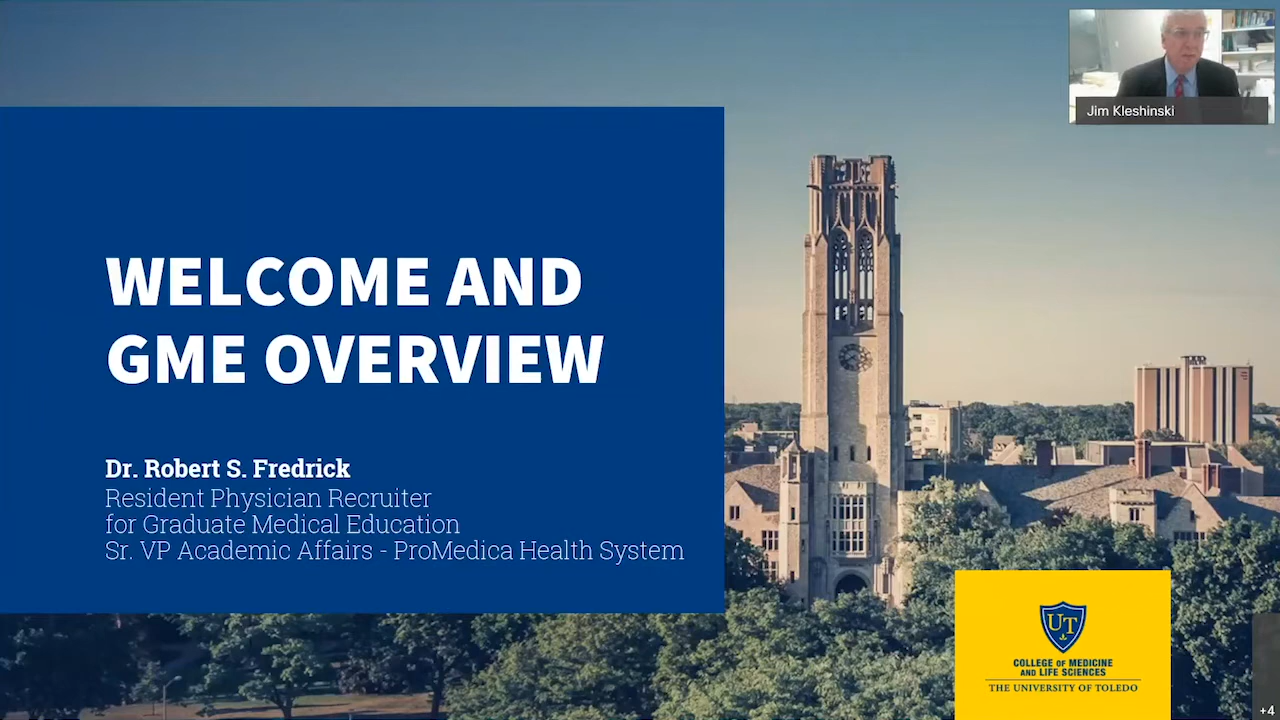 Jim Kleshinski
WELCOME AND
GME OVERVIEW
Dr. Robert S. Fredrick
Resident Physician Recruiter
for Graduate Medical Education
Sr. VP Academic Affairs - ProMedica Health System
UT
COLLEGE OF MEDICINE
AND LIFE SCIENCES
THE UNIVERSITY OF TOLEDO
+4